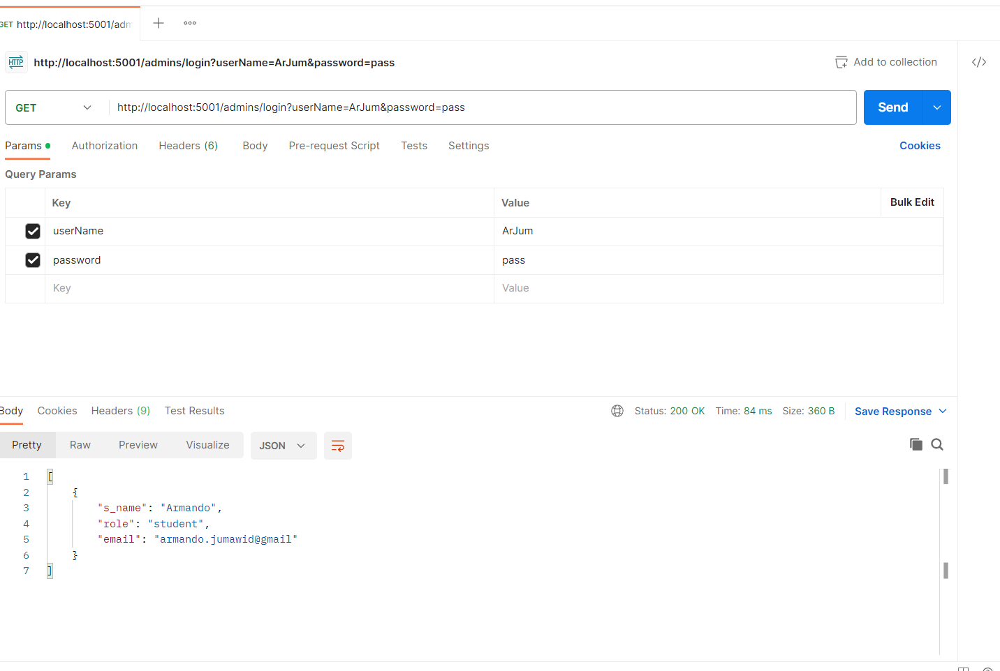 GET http://localhost:5001/adm
HTTP http://localhost:5001/admins/login?userName=ArJum&password=pass Add to collection
GET http://localhost:5001/admins/login?userName=ArJum&password=pass Send
Params Authorization Headers (6) Body Pre-request Script Tests Settings Cookies
Query Params
Key Value Bulk Edit
userName ArJum
password pass
Key Value
Body Cookies Headers (9) Test Results Status: 200 OK Time: 84 ms Size: 360 B Save Response
Pretty Raw Preview Visualize JSON
1 [
2 {
3 "s_name": "Armando",
4 "role": "student",
5 "email": "armando.jumawid@gmail"
6 }
7 ]